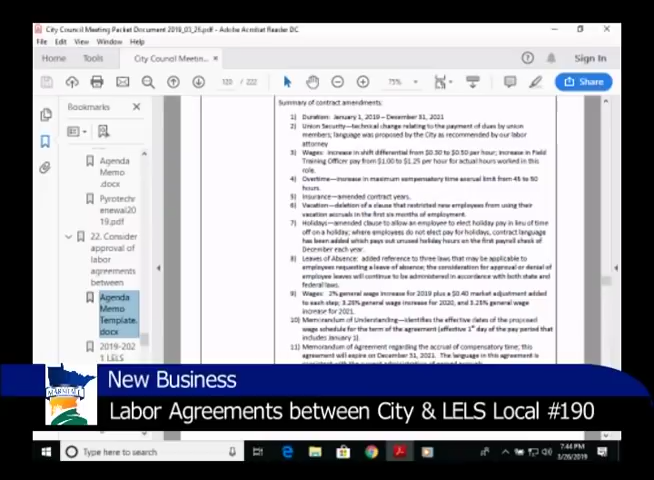 City Council Meeting Packet Document 2019_03_26.pdf - Adobe Acrobat Reader DC
File Edit View Window Help
Home Tools City Council Meetin... × Sign In
/ 222 75% Share
Bookmarks
Agenda
Memo
.docx
Pyrotechr
enewal20
19.pdf
22. Consider
approval of
labor
agreements
between
Agenda
Memo
Template.
docx
2019-202
1 LELS
Summary of contract amendments:
1) Duration: January 1, 2019 – December 31, 2021
2) Union Security—technical change relating to the payment of dues by union
members; language was proposed by the City as recommended by our labor
attorney
3) Wages: increase in shift differential from $0.30 to $0.50 per hour; increase in Field
Training Officer pay from $1.00 to $1.25 per hour for actual hours worked in this
role.
4) Overtime—increase in maximum compensatory time accrual limit from 45 to 50
hours.
5) Insurance—amended contract years.
6) Vacation—deletion of a clause that restricted new employees from using their
vacation accruals in the first six months of employment.
7) Holidays—amended clause to allow an employee to elect holiday pay in lieu of time
off on a holiday; where employees do not elect pay for holidays, contract language
has been added which pays out unused holiday hours on the first payroll check of
December each year.
8) Leaves of Absence: added reference to three laws that may be applicable to
employees requesting a leave of absence; the consideration for approval or denial of
employee leaves will continue to be administered in accordance with both state and
federal laws.
9) Wages: 2% general wage increase for 2019 plus a $0.40 market adjustment added
to each step; 3.25% general wage increase for 2020, and 3.25% general wage
increase for 2021.
10) Memorandum of Understanding—identifies the effective dates of the proposed
wage schedule for the term of the agreement (effective 1st day of the pay period that
includes January 1).
11) Memorandum of Agreement regarding the accrual of compensatory time; this
agreement will expire on December 31, 2021. The language in this agreement is
MARSHALL
New Business
Labor Agreements between City & LELS Local #190
Type here to search
7:44 PM
3/26/2019